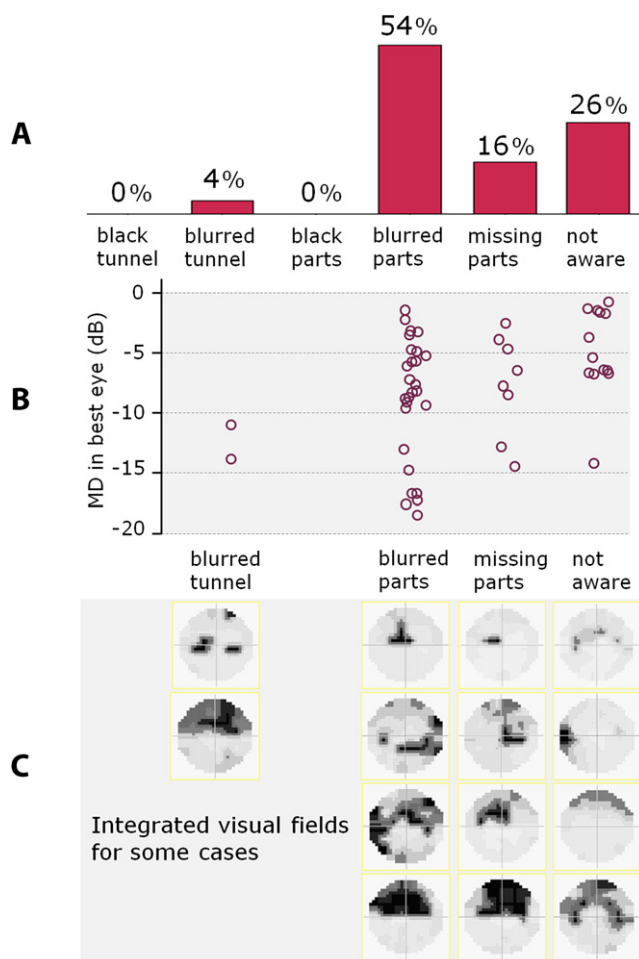 54%
26%
A
16%
4%
0%
0%
black tunnel
blurred tunnel
black parts
blurred parts
missing parts
not aware
0
-5
-10
-15
-20
MD in best eye (dB)
B
blurred tunnel
blurred parts
missing parts
not aware
C
Integrated visual fields
for some cases